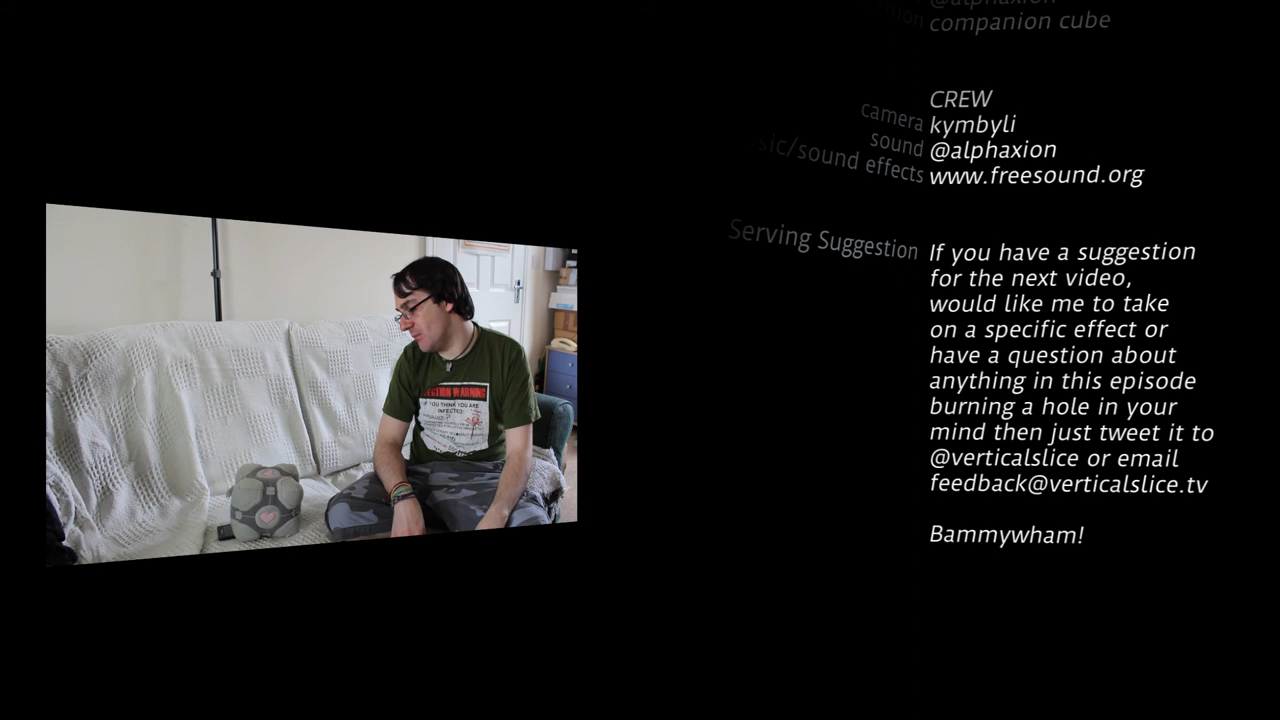 @alphaxion
companion cube
CREW
camera kymbyli
sound @alphaxion
/sound effects www.freesound.org
Serving Suggestion If you have a suggestion
for the next video,
would like me to take
on a specific effect or
have a question about
anything in this episode
burning a hole in your
mind then just tweet it to
@verticalslice or email
feedback@verticalslice.tv
Bammywham!
WARNING
IF YOU THINK YOU ARE
INFECTED: